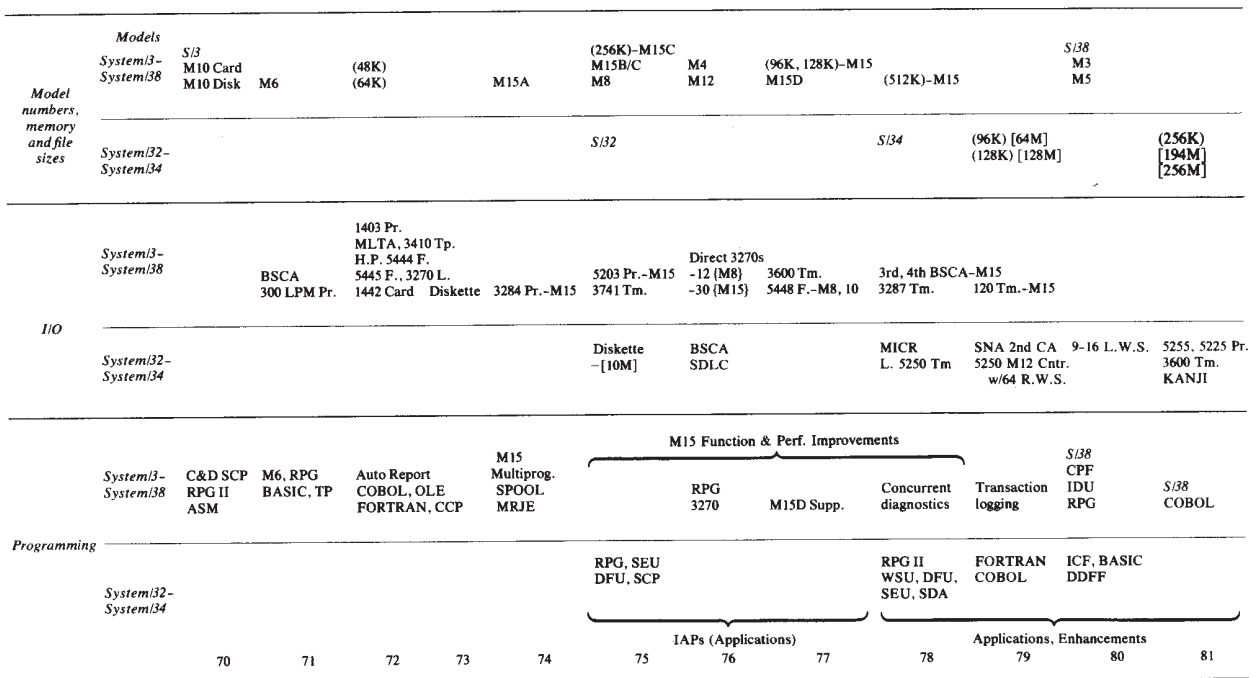 Models
Model numbers, memory and file sizes
System/3–System/38
S/3
M10 Card
M10 Disk
M6
(48K)
(64K)
M15A
(256K)–M15C
M15B/C
M8
M4
M12
(96K, 128K)–M15
M15D
(512K)–M15
S/38
M3
M5
System/32–System/34
S/32
S/34
(96K) [64M]
(128K) [128M]
(256K)
[194M]
[256M]
I/O
System/3–System/38
BSCA
300 LPM Pr.
1403 Pr.
MLTA, 3410 Tp.
H.P. 5444 F.
5445 F., 3270 L.
1442 Card Diskette
3284 Pr.–M15
5203 Pr.–M15
3741 Tm.
Direct 3270s
–12 {M8}
–30 {M15}
3600 Tm.
5448 F.–M8, 10
3rd, 4th BSCA–M15
3287 Tm.
120 Tm.–M15
System/32–System/34
Diskette
–[10M]
BSCA
SDLC
MICR
L. 5250 Tm
SNA 2nd CA
5250 M12 Cntr.
w/64 R.W.S.
9-16 L.W.S.
5255, 5225 Pr.
3600 Tm.
KANJI
Programming
System/3–System/38
C&D SCP
RPG II
ASM
M6, RPG
BASIC, TP
Auto Report
COBOL, OLE
FORTRAN, CCP
M15
Multiprog.
SPOOL
MRJE
M15 Function & Perf. Improvements
RPG
3270
M15D Supp.
Concurrent
diagnostics
Transaction
logging
S/38
CPF
IDU
RPG
S/38
COBOL
System/32–System/34
RPG, SEU
DFU, SCP
RPG II
WSU, DFU,
SEU, SDA
FORTRAN
COBOL
ICF, BASIC
DDFF
IAPs (Applications)
Applications, Enhancements
70 71 72 73 74 75 76 77 78 79 80 81